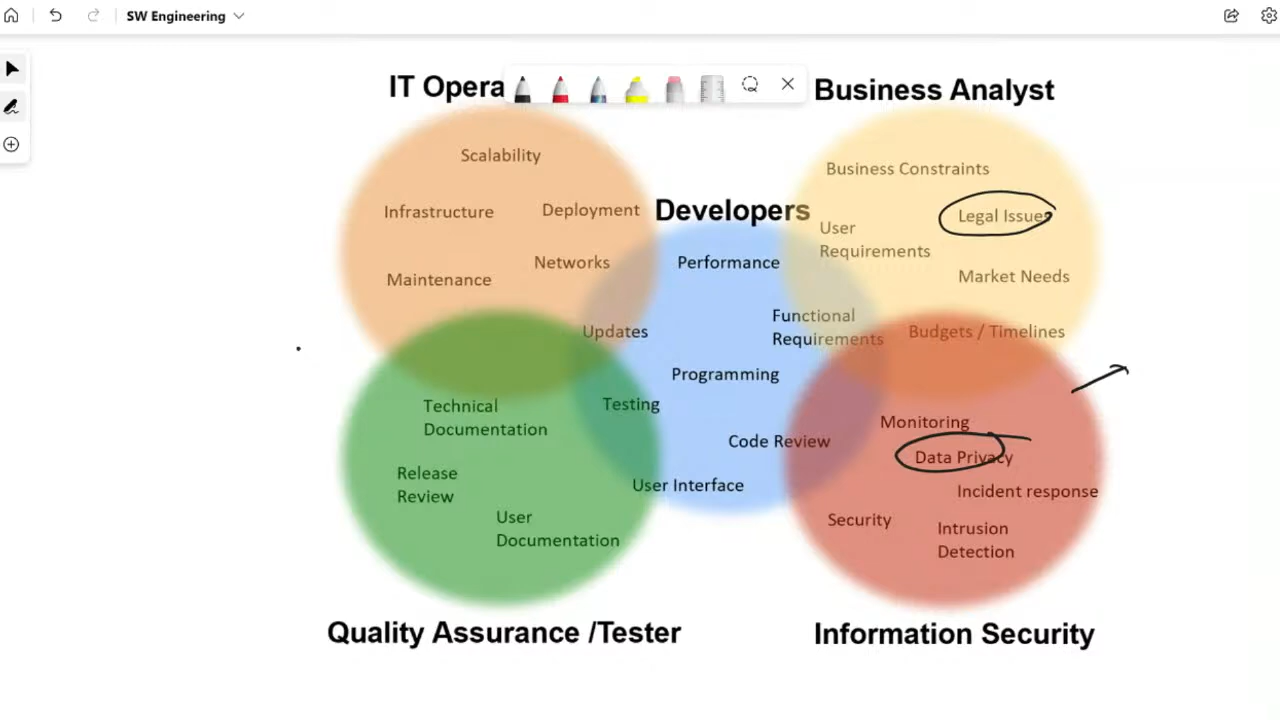 SW Engineering
IT Opera
Business Analyst
Scalability
Business Constraints
Infrastructure
Deployment
Developers
Legal Issues
User
Requirements
Networks
Performance
Maintenance
Market Needs
Updates
Functional
Requirements
Budgets / Timelines
Programming
Technical
Documentation
Testing
Monitoring
Code Review
Data Privacy
Release
Review
User Interface
Incident response
User
Documentation
Security
Intrusion
Detection
Quality Assurance /Tester
Information Security